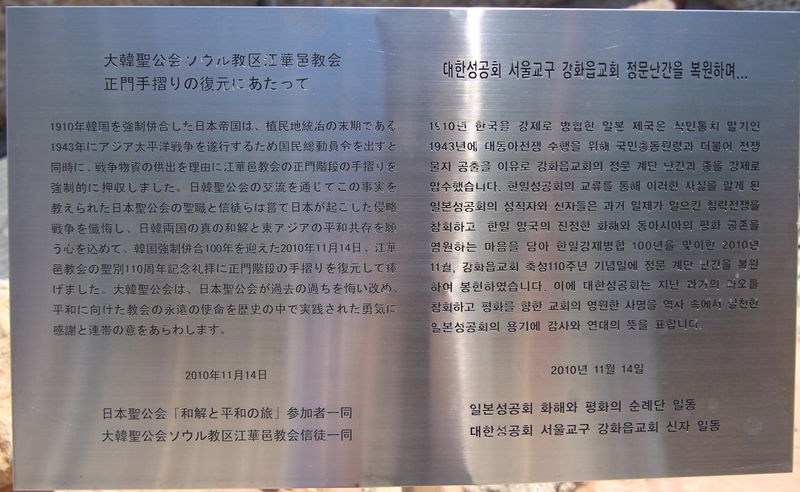 大韓聖公会ソウル教区江華邑教会
正門手摺りの復元にあたって
1910年韓国を強制併合した日本帝国は、植民地統治の末期である
1943年にアジア太平洋戦争を遂行するため国民総動員令を出すと
同時に、戦争物資の供出を理由に江華邑教会の正門階段の手摺りを
強制的に押収しました。日韓聖公会の交流を通じてこの事実を
教えられた日本聖公会の聖職と信徒らは嘗て日本が起こした侵略
戦争を懺悔し、日韓両国の真の和解と東アジアの平和共存を願
う心を込めて、韓国強制併合100年を迎えた2010年11月14日、江華
邑教会の聖別110周年記念礼拝に正門階段の手摺りを復元して捧
げました。大韓聖公会は、日本聖公会が過去の過ちを悔い改め、
平和に向けた教会の永遠の使命を歴史の中で実践された勇気に
感謝と連帯の意をあらわします。
2010年11月14日
日本聖公会「和解と平和の旅」参加者一同
大韓聖公会ソウル教区江華邑教会信徒一同
대한성공회 서울교구 강화읍교회 정문난간을 복원하며...
1910년 한국을 강제로 병합한 일본 제국은 식민통치 말기인
1943년에 대동아전쟁 수행을 위해 국민총동원령과 더불어 전쟁
물자 공출을 이유로 강화읍교회의 정문 계단 난간과 종을 강제로
압수했습니다. 한일성공회의 교류를 통해 이러한 사실을 알게 된
일본성공회의 성직자와 신자들은 과거 일제가 일으킨 침략전쟁을
참회하고 한일 양국의 진정한 화해와 동아시아의 평화 공존을
영원하는 마음을 담아 한일강제병합 100년을 맞이한 2010년
11월, 강화읍교회 축성110주년 기념일에 정문 계단 난간을 복원
하여 봉헌하였습니다. 이에 대한성공회는 지난 과거의 과오를
참회하고 평화를 향한 교회의 영원한 사명을 역사 속에서 실천한
일본성공회의 용기에 감사와 연대의 뜻을 표합니다.
2010년 11월 14일
일본성공회 화해와 평화의 순례단 일동
대한성공회 서울교구 강화읍교회 신자 일동